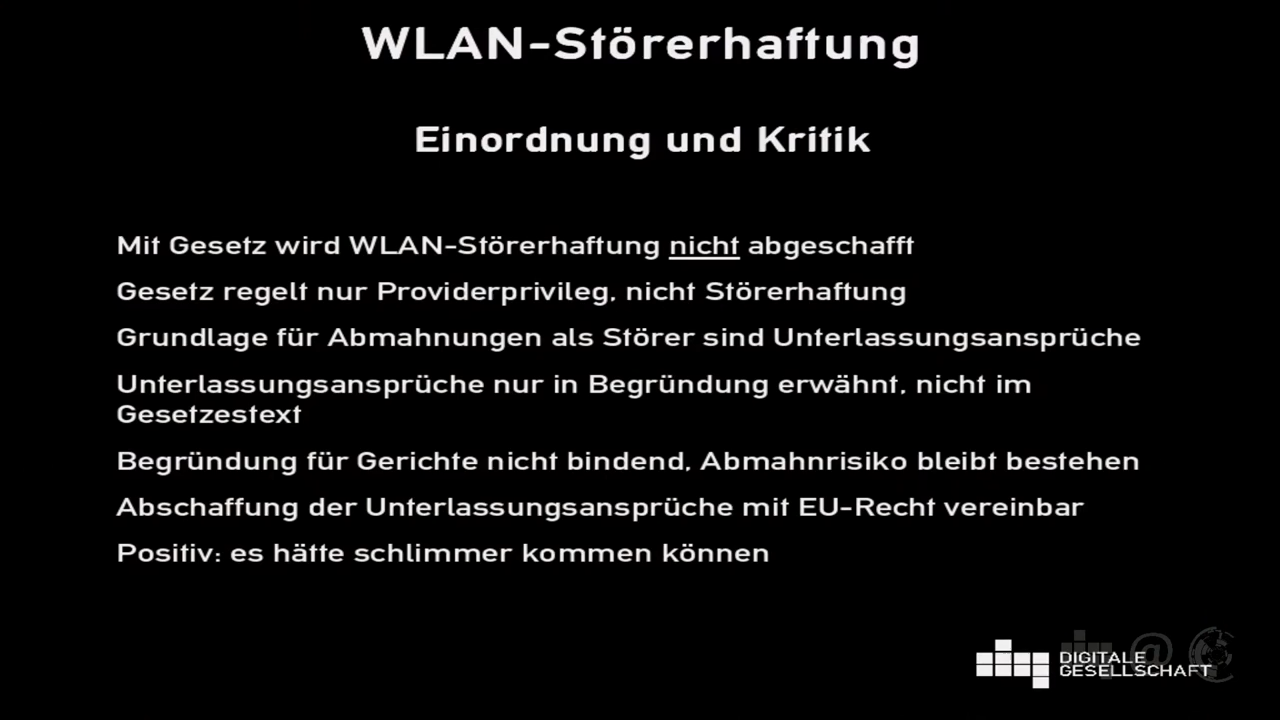 WLAN-Störerhaftung
Einordnung und Kritik
Mit Gesetz wird WLAN-Störerhaftung nicht abgeschafft
Gesetz regelt nur Providerprivileg, nicht Störerhaftung
Grundlage für Abmahnungen als Störer sind Unterlassungsansprüche
Unterlassungsansprüche nur in Begründung erwähnt, nicht im
Gesetzestext
Begründung für Gerichte nicht bindend, Abmahnrisiko bleibt bestehen
Abschaffung der Unterlassungsansprüche mit EU-Recht vereinbar
Positiv: es hätte schlimmer kommen können
DIGITALE
GESELLSCHAFT
@